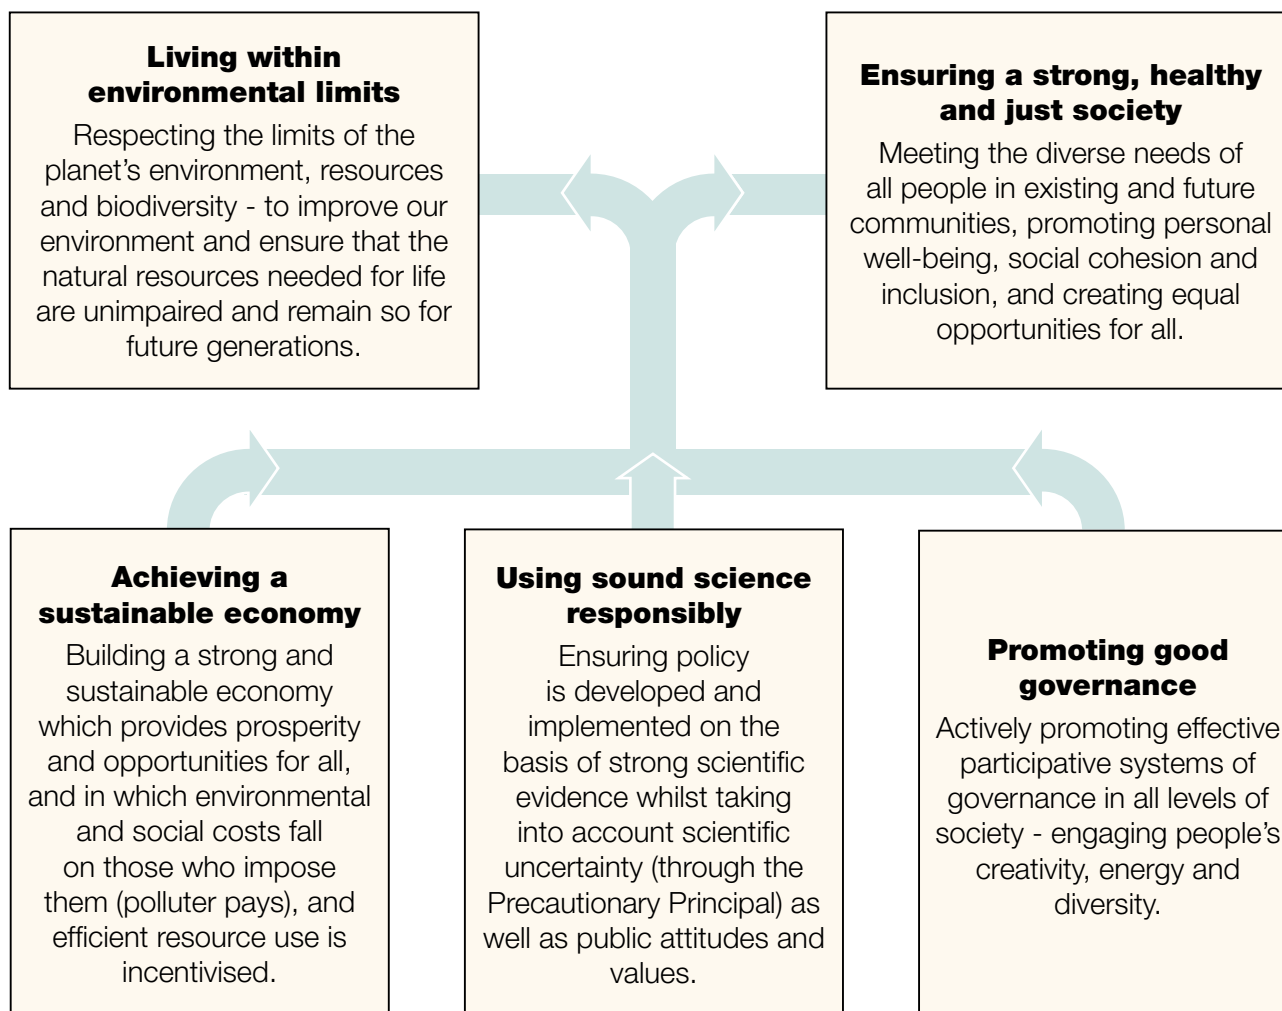 Living within
environmental limits
Respecting the limits of the
planet’s environment, resources
and biodiversity - to improve our
environment and ensure that the
natural resources needed for life
are unimpaired and remain so for
future generations.
Ensuring a strong, healthy
and just society
Meeting the diverse needs of
all people in existing and future
communities, promoting personal
well-being, social cohesion and
inclusion, and creating equal
opportunities for all.
Achieving a
sustainable economy
Building a strong and
sustainable economy
which provides prosperity
and opportunities for all,
and in which environmental
and social costs fall
on those who impose
them (polluter pays), and
efficient resource use is
incentivised.
Using sound science
responsibly
Ensuring policy
is developed and
implemented on the
basis of strong scientific
evidence whilst taking
into account scientific
uncertainty (through the
Precautionary Principal) as
well as public attitudes and
values.
Promoting good
governance
Actively promoting effective,
participative systems of
governance in all levels of
society - engaging people’s
creativity, energy and
diversity.